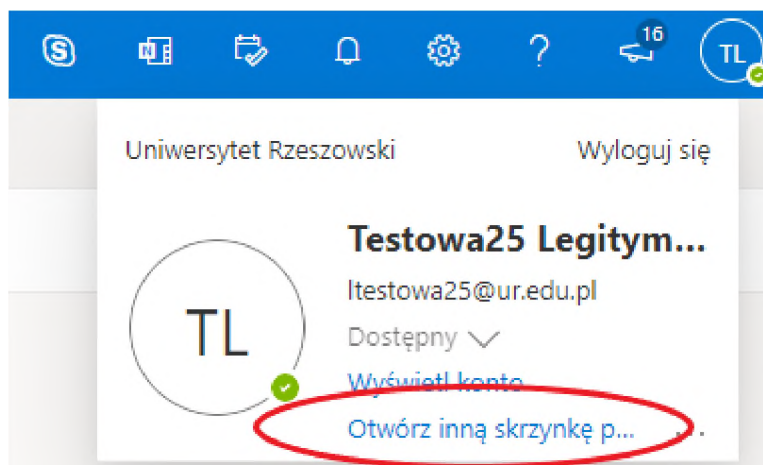 16
TL
Uniwersytet Rzeszowski Wyloguj się
Testowa25 Legitym...
ltestowa25@ur.edu.pl
TL
Dostępny
Wyświetl konto
Otwórz inną skrzynkę p... ...